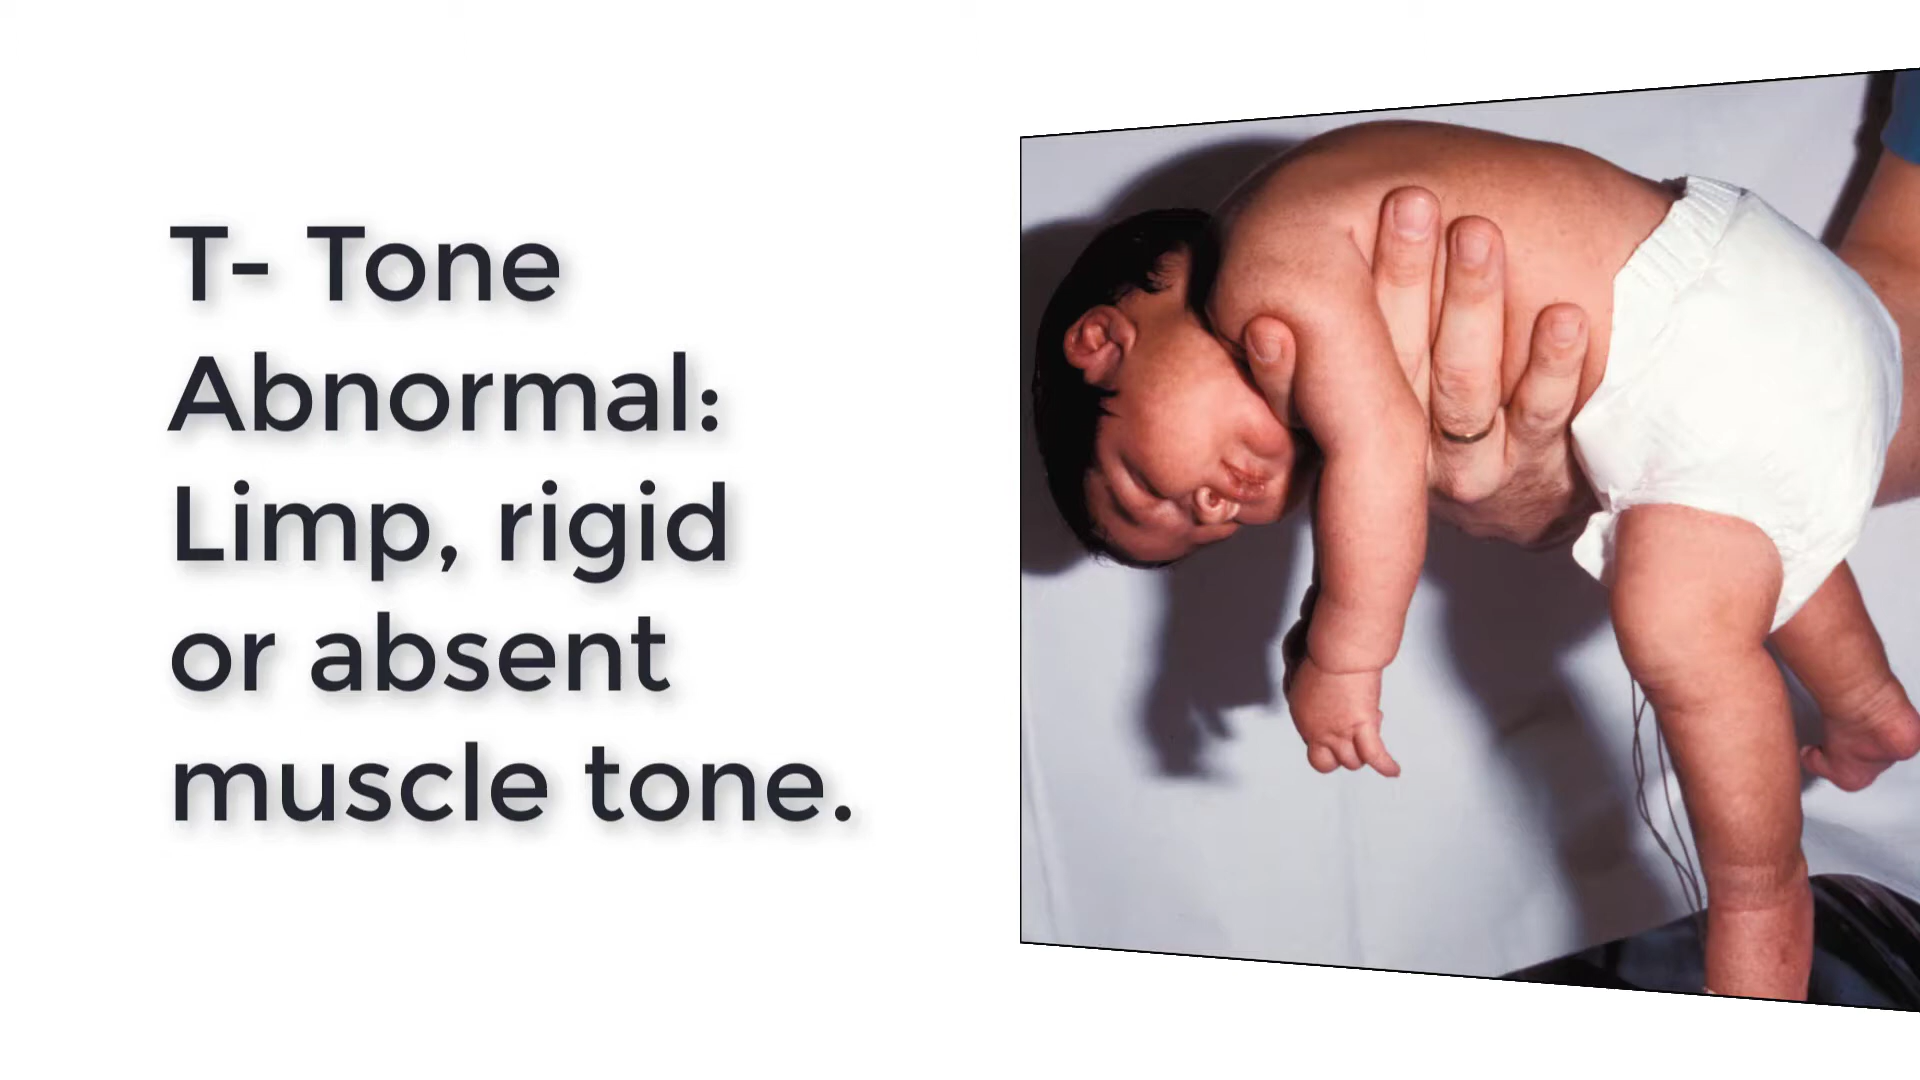 T- Tone
Abnormal:
Limp, rigid
or absent
muscle tone.